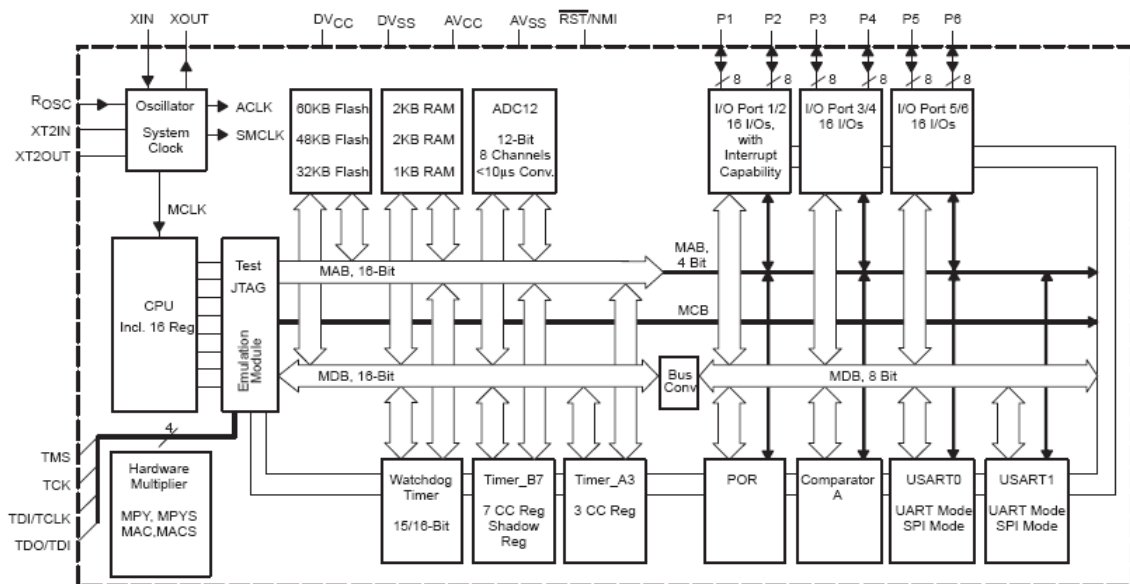 XIN
XOUT
DVCC
DVSS
AVCC
AVSS
RST/NMI
P1
P2
P3
P4
P5
P6
8
8
8
8
8
8
ROSC
XT2IN
XT2OUT
Oscillator
System
Clock
ACLK
SMCLK
MCLK
60KB Flash
48KB Flash
32KB Flash
2KB RAM
2KB RAM
1KB RAM
ADC12
12-Bit
8 Channels
<10µs Conv.
I/O Port 1/2
16 I/Os,
with
Interrupt
Capability
I/O Port 3/4
16 I/Os
I/O Port 5/6
16 I/Os
CPU
Incl. 16 Reg
Test
JTAG
Emulation
Module
MAB, 16-Bit
MAB,
4 Bit
MCB
MDB, 16-Bit
Bus
Conv
MDB, 8 Bit
4
TMS
TCK
TDI/TCLK
TDO/TDI
Hardware
Multiplier
MPY, MPYS
MAC,MACS
Watchdog
Timer
15/16-Bit
Timer_B7
7 CC Reg
Shadow
Reg
Timer_A3
3 CC Reg
POR
Comparator
A
USART0
UART Mode
SPI Mode
USART1
UART Mode
SPI Mode